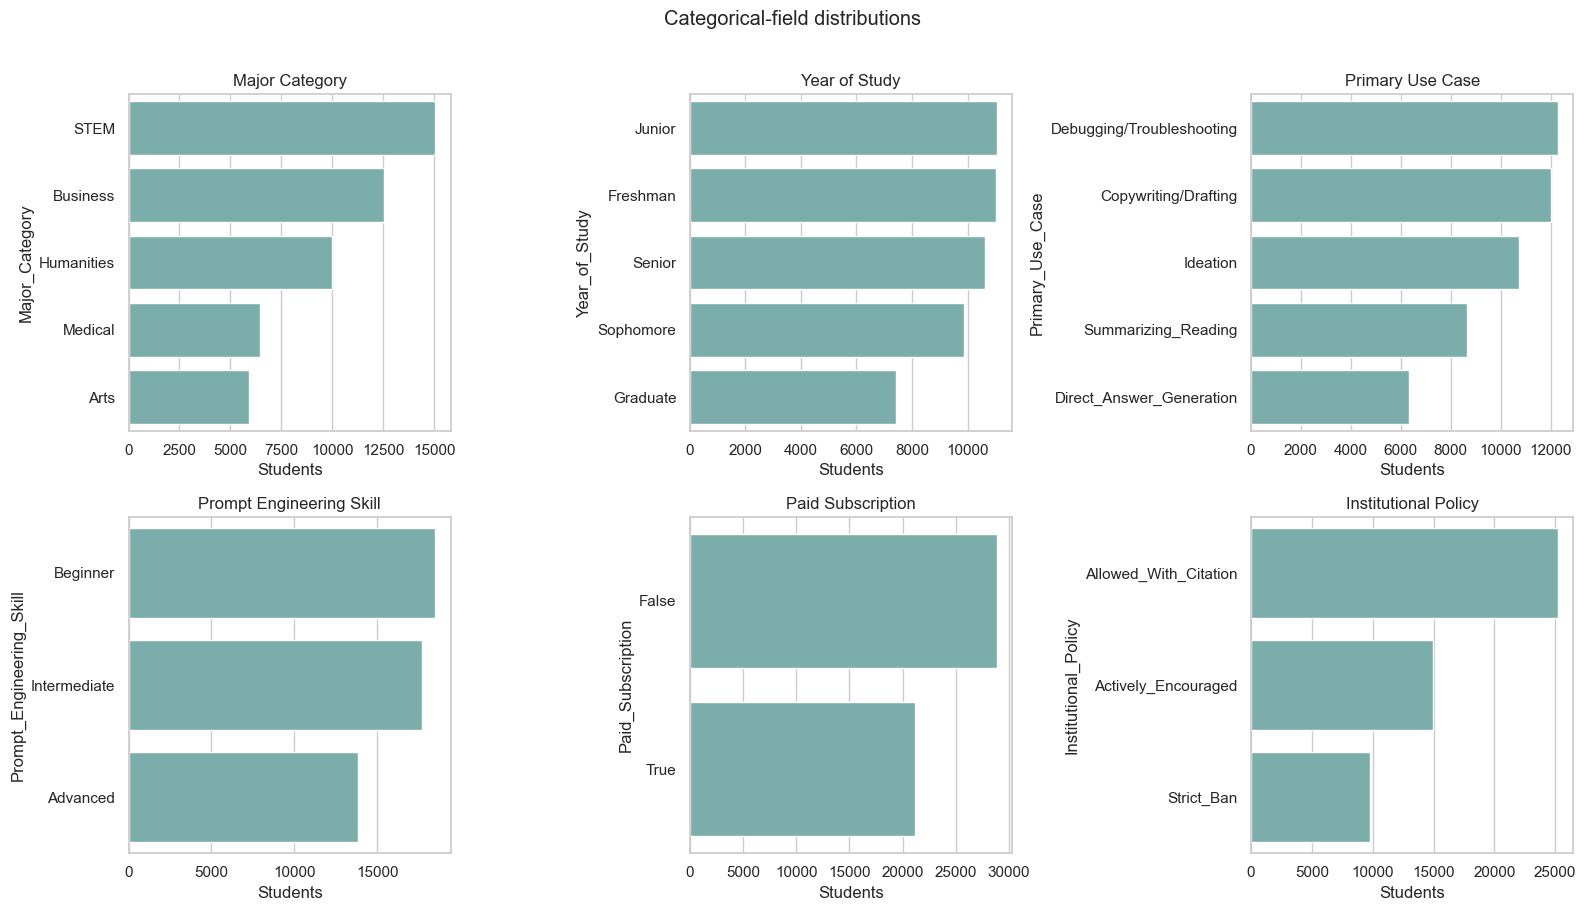 Categorical-field distributions
Major Category
Major_Category
STEM
Business
Humanities
Medical
Arts
0 2500 5000 7500 10000 12500 15000
Students
Year of Study
Year_of_Study
Junior
Freshman
Senior
Sophomore
Graduate
0 2000 4000 6000 8000 10000
Students
Primary Use Case
Primary_Use_Case
Debugging/Troubleshooting
Copywriting/Drafting
Ideation
Summarizing_Reading
Direct_Answer_Generation
0 2000 4000 6000 8000 10000 12000
Students
Prompt Engineering Skill
Prompt_Engineering_Skill
Beginner
Intermediate
Advanced
0 5000 10000 15000
Students
Paid Subscription
Paid_Subscription
False
True
0 5000 10000 15000 20000 25000 30000
Students
Institutional Policy
Institutional_Policy
Allowed_With_Citation
Actively_Encouraged
Strict_Ban
0 5000 10000 15000 20000 25000
Students